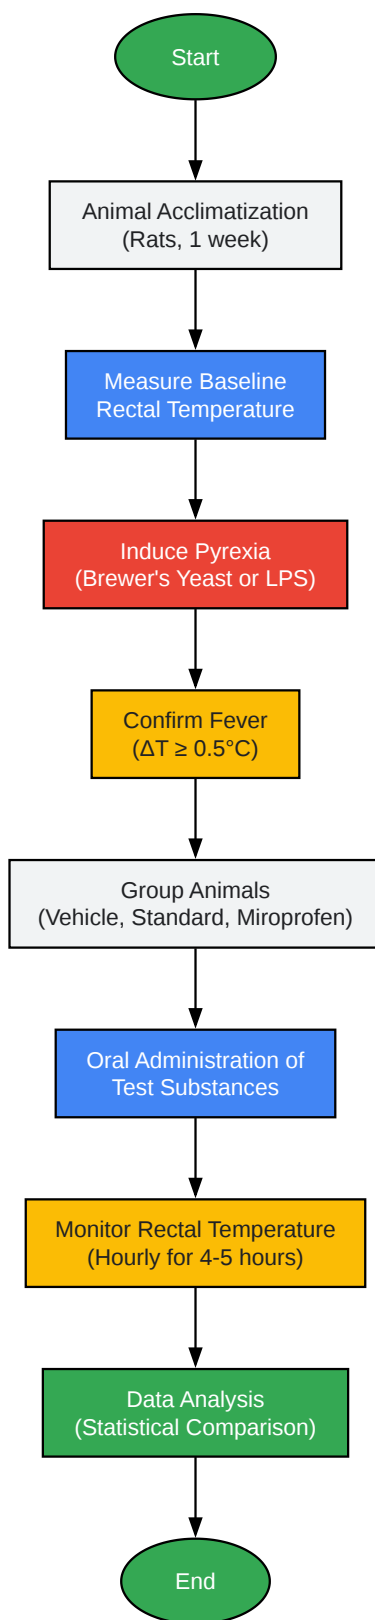 Start
Animal Acclimatization
(Rats, 1 week)
Measure Baseline
Rectal Temperature
Induce Pyrexia
(Brewer's Yeast or LPS)
Confirm Fever
(ΔT ≥ 0.5°C)
Group Animals
(Vehicle, Standard, Miroprofen)
Oral Administration of
Test Substances
Monitor Rectal Temperature
(Hourly for 4-5 hours)
Data Analysis
(Statistical Comparison)
End